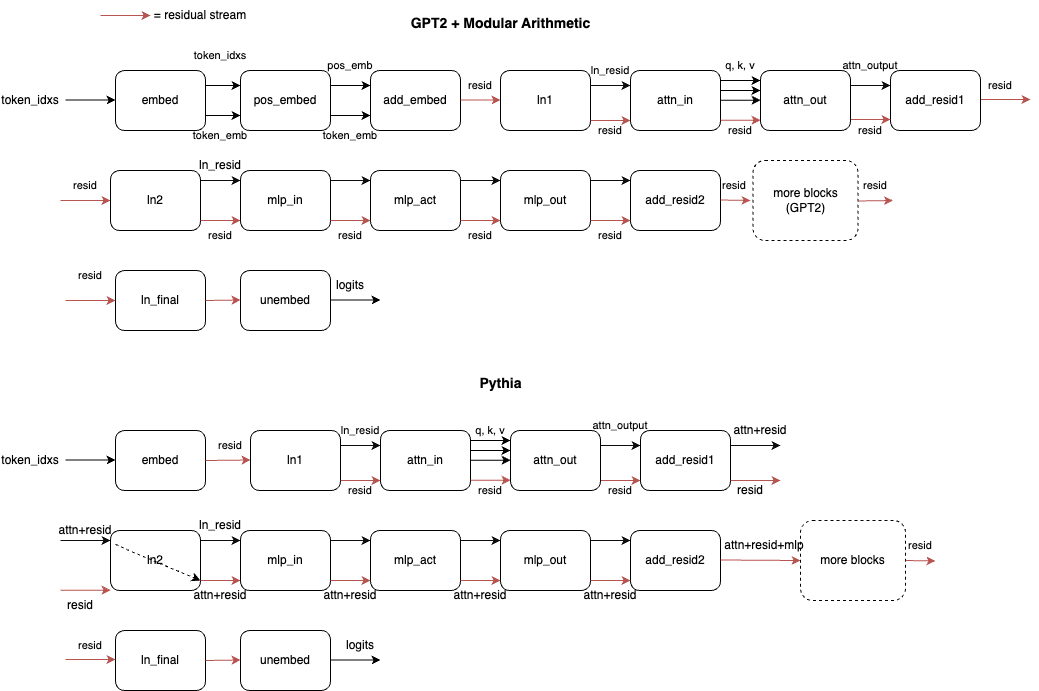 = residual stream
GPT2 + Modular Arithmetic
token_idxs
embed
token_idxs
token_emb
pos_embed
pos_emb
token_emb
add_embed
resid
ln1
ln_resid
resid
attn_in
q, k, v
resid
attn_out
attn_output
resid
add_resid1
resid
resid
ln2
ln_resid
resid
mlp_in
resid
mlp_act
resid
mlp_out
resid
add_resid2
resid
more blocks
(GPT2)
resid
resid
ln_final
unembed
logits
Pythia
token_idxs
embed
resid
ln1
ln_resid
resid
attn_in
q, k, v
resid
attn_out
attn_output
resid
add_resid1
attn+resid
resid
attn+resid
resid
ln2
ln_resid
attn+resid
mlp_in
attn+resid
mlp_act
attn+resid
mlp_out
attn+resid
add_resid2
attn+resid+mlp
more blocks
resid
resid
ln_final
unembed
logits